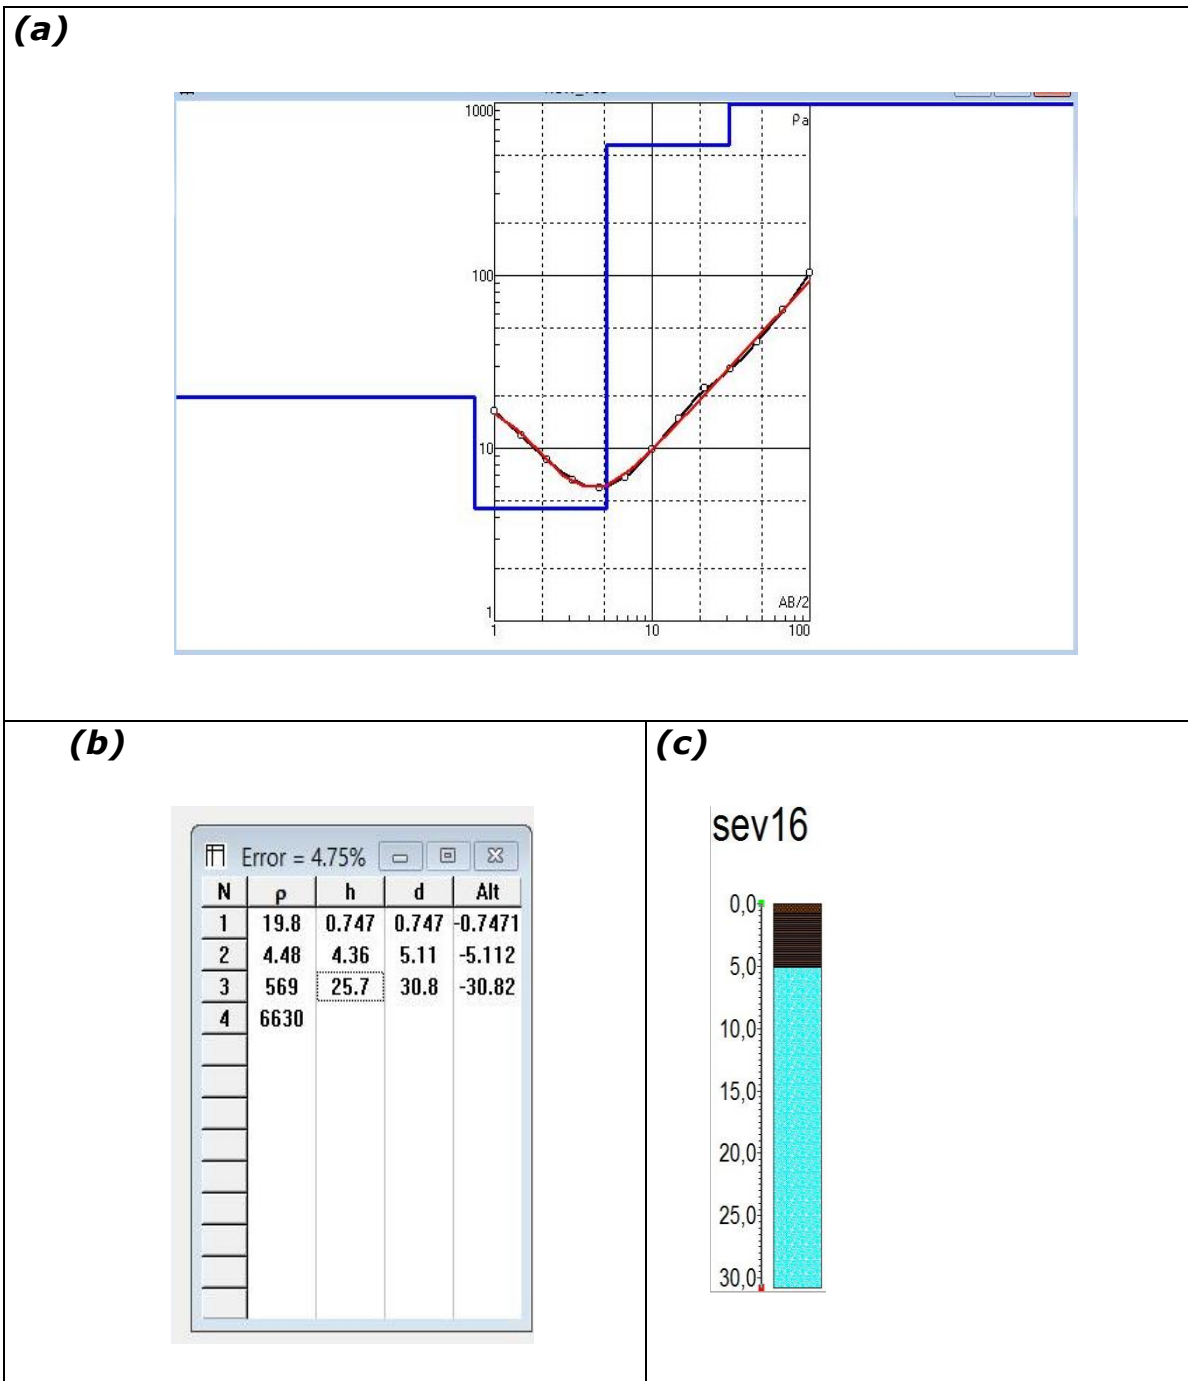 (a)
1000
ρa
100
10
1
AB/2
1 10 100
(b)
Error = 4.75%
N ρ h d Alt
1 19.8 0.747 0.747 -0.7471
2 4.48 4.36 5.11 -5.112
3 569 25.7 30.8 -30.82
4 6630
(c)
sev16
0,0
5,0
10,0
15,0
20,0
25,0
30,0